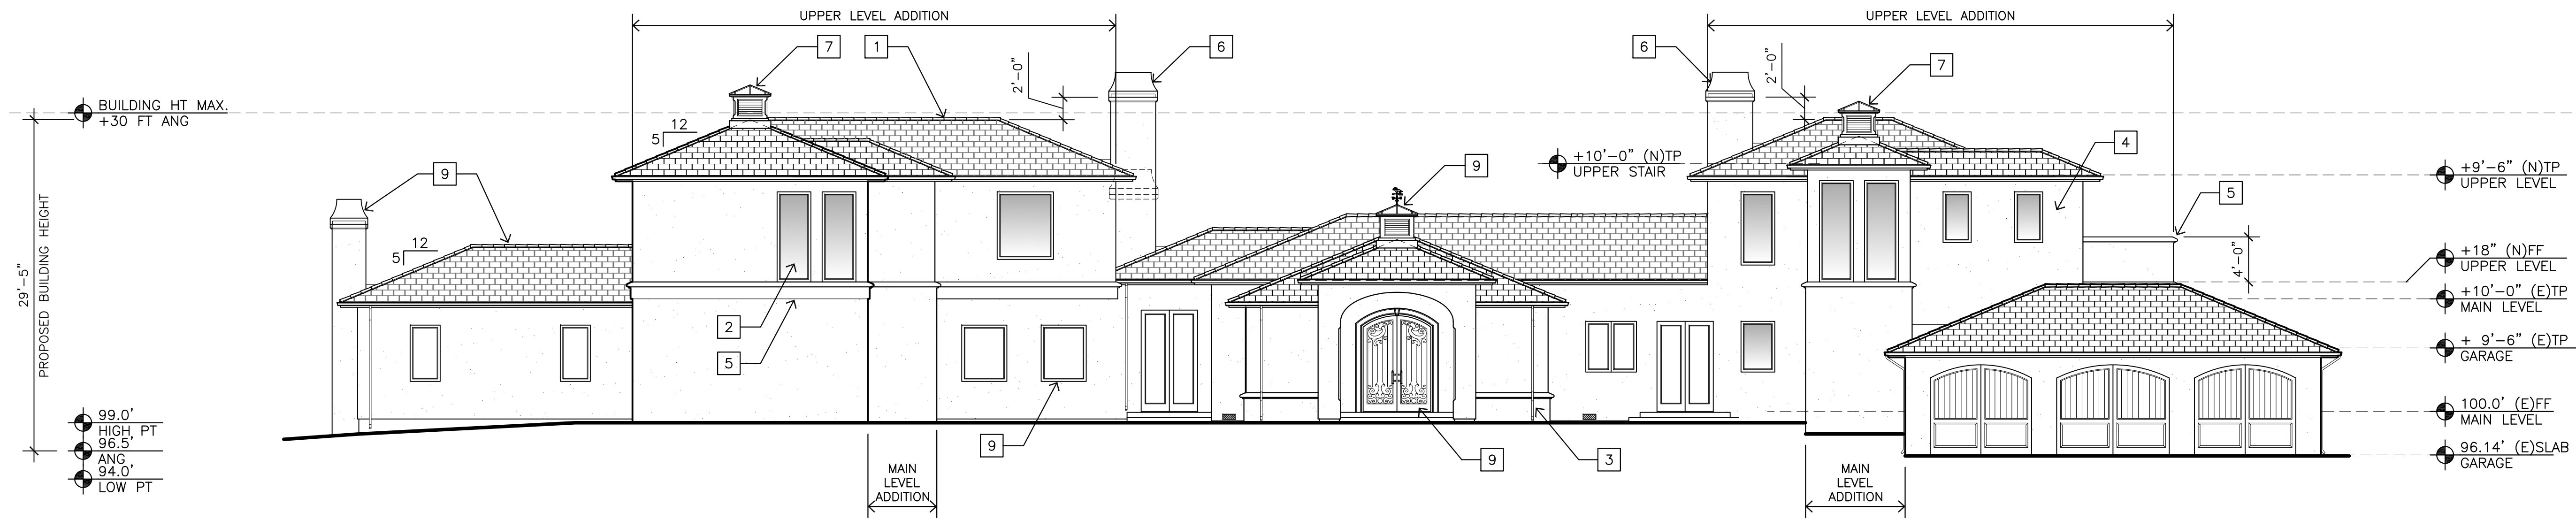 UPPER LEVEL ADDITION
UPPER LEVEL ADDITION
7
1
6
6
7
2'-0"
2'-0"
BUILDING HT MAX.
+30 FT ANG
12
5
4
+10'-0" (N)TP
UPPER STAIR
9
9
+9'-6" (N)TP
UPPER LEVEL
5
12
5
4'-0"
+18" (N)FF
UPPER LEVEL
29'-5"
PROPOSED BUILDING HEIGHT
+10'-0" (E)TP
MAIN LEVEL
2
5
+ 9'-6" (E)TP
GARAGE
99.0'
HIGH PT
96.5'
ANG
94.0'
LOW PT
100.0' (E)FF
MAIN LEVEL
9
9
3
96.14' (E)SLAB
GARAGE
MAIN
LEVEL
ADDITION
MAIN
LEVEL
ADDITION